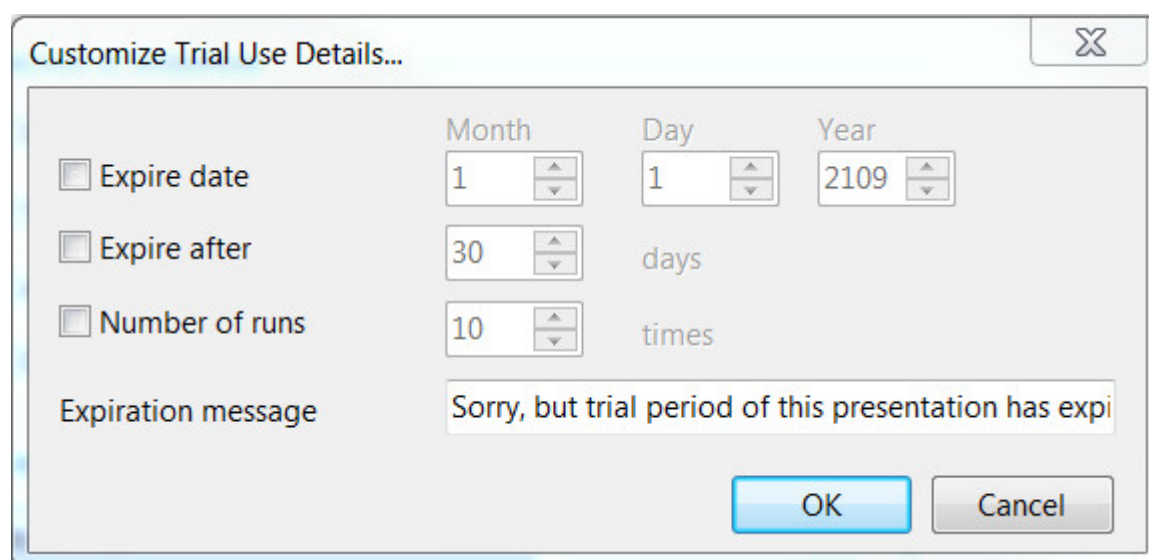 Customize Trial Use Details...
Month Day Year
Expire date 1 1 2109
Expire after 30 days
Number of runs 10 times
Expiration message Sorry, but trial period of this presentation has expi
OK Cancel